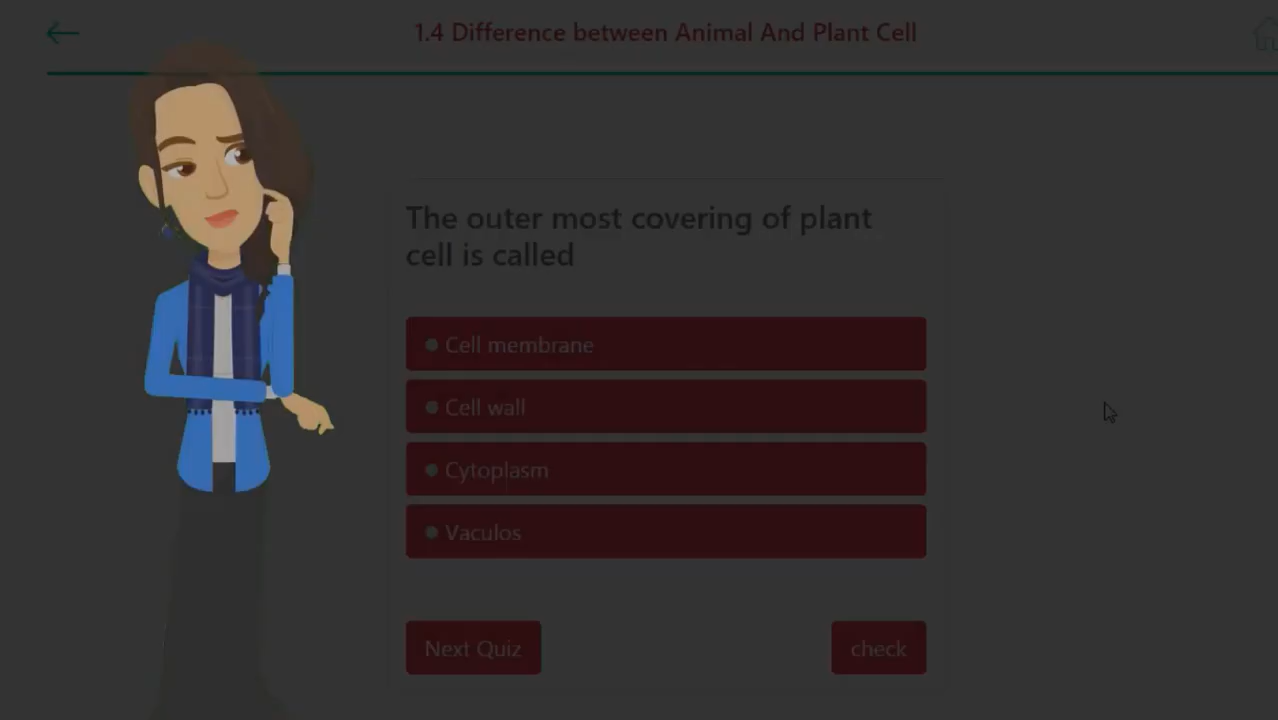 1.4 Difference between Animal And Plant Cell
The outer most covering of plant
cell is called
Cell membrane
Cell wall
Cytoplasm
Vaculos
Next Quiz
check